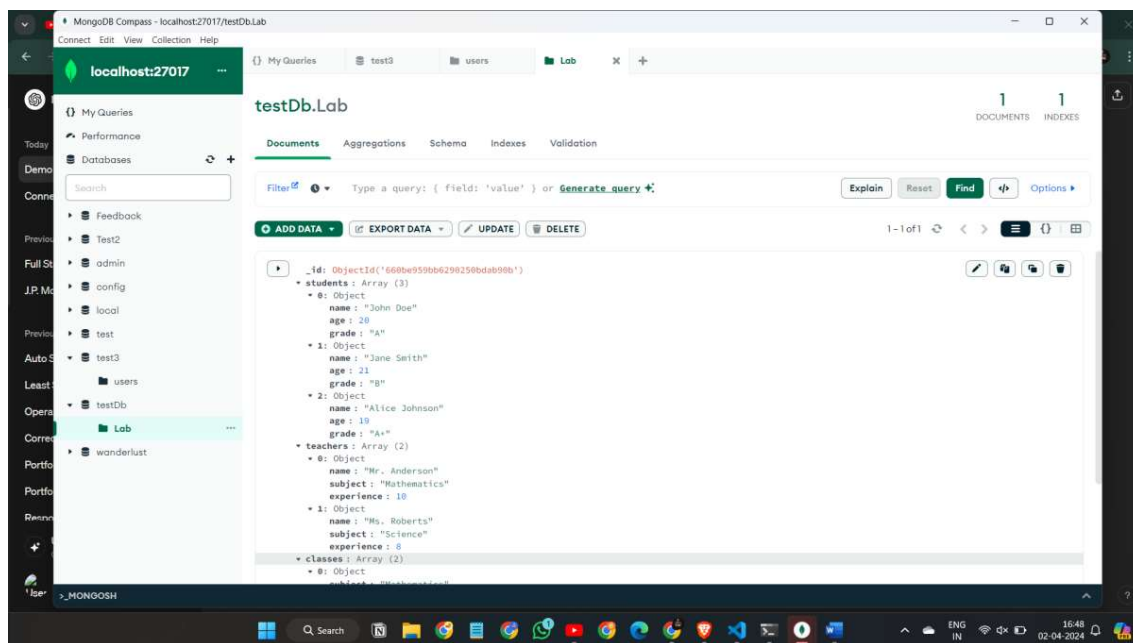 MongoDB Compass - localhost:27017/testDb.Lab
Connect Edit View Collection Help
localhost:27017 ...
{} My Queries
test3
users
Lab
{} My Queries
Performance
Databases
Search
Feedback
Test2
admin
config
local
test
test3
users
testDb
Lab ...
wanderlust
testDb.Lab
1 DOCUMENTS
1 INDEXES
Documents Aggregations Schema Indexes Validation
Filter Type a query: { field: 'value' } or Generate query
Explain Reset Find </> Options
ADD DATA EXPORT DATA UPDATE DELETE
1-1 of 1 {}
_id: ObjectId('660be959bb6290250bdab90b')
students : Array (3)
0: Object
name : "John Doe"
age : 20
grade : "A"
1: Object
name : "Jane Smith"
age : 21
grade : "B"
2: Object
name : "Alice Johnson"
age : 19
grade : "A+"
teachers : Array (2)
0: Object
name : "Mr. Anderson"
subject : "Mathematics"
experience : 10
1: Object
name : "Ms. Roberts"
subject : "Science"
experience : 8
classes : Array (2)
0: Object
>_MONGOSH
Today
Demo
Conne
Previou
Full St
J.P. Mo
Previou
Auto S
Least
Opera
Correc
Portfo
Portfo
User
Search
ENG
IN
16:48
02-04-2024